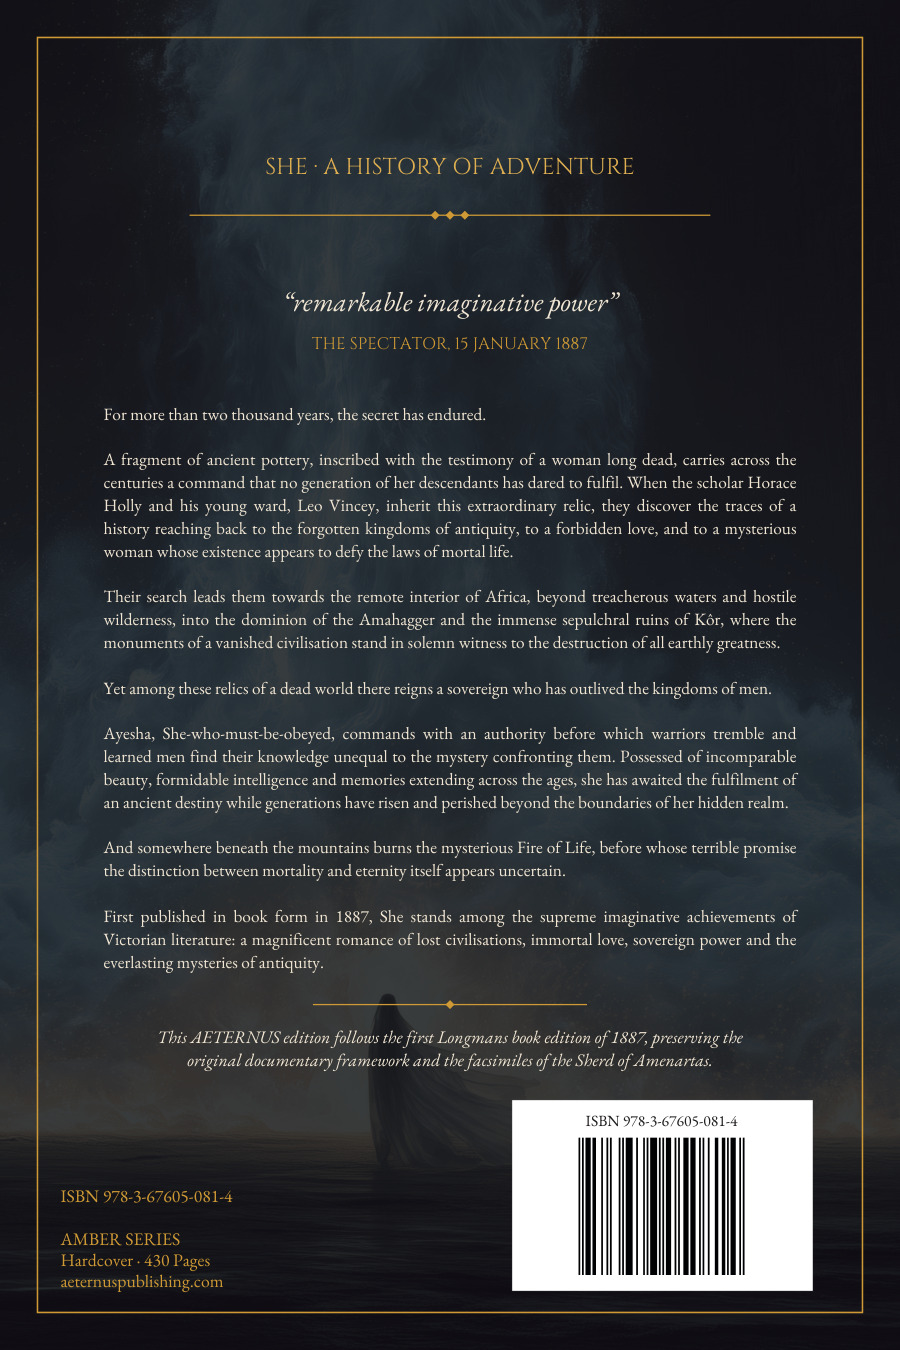 SHE · A HISTORY OF ADVENTURE
“remarkable imaginative power”
THE SPECTATOR, 15 JANUARY 1887
For more than two thousand years, the secret has endured.
A fragment of ancient pottery, inscribed with the testimony of a woman long dead, carries across the
centuries a command that no generation of her descendants has dared to fulfil. When the scholar Horace
Holly and his young ward, Leo Vincey, inherit this extraordinary relic, they discover the traces of a
history reaching back to the forgotten kingdoms of antiquity, to a forbidden love, and to a mysterious
woman whose existence appears to defy the laws of mortal life.
Their search leads them towards the remote interior of Africa, beyond treacherous waters and hostile
wilderness, into the dominion of the Amahagger and the immense sepulchral ruins of Kôr, where the
monuments of a vanished civilisation stand in solemn witness to the destruction of all earthly greatness.
Yet among these relics of a dead world there reigns a sovereign who has outlived the kingdoms of men.
Ayesha, She-who-must-be-obeyed, commands with an authority before which warriors tremble and
learned men find their knowledge unequal to the mystery confronting them. Possessed of incomparable
beauty, formidable intelligence and memories extending across the ages, she has awaited the fulfilment of
an ancient destiny while generations have risen and perished beyond the boundaries of her hidden realm.
And somewhere beneath the mountains burns the mysterious Fire of Life, before whose terrible promise
the distinction between mortality and eternity itself appears uncertain.
First published in book form in 1887, She stands among the supreme imaginative achievements of
Victorian literature: a magnificent romance of lost civilisations, immortal love, sovereign power and the
everlasting mysteries of antiquity.
This AETERNUS edition follows the first Longmans book edition of 1887, preserving the
original documentary framework and the facsimiles of the Sherd of Amenartas.
ISBN 978-3-67605-081-4
ISBN 978-3-67605-081-4
AMBER SERIES
Hardcover · 430 Pages
aeternuspublishing.com